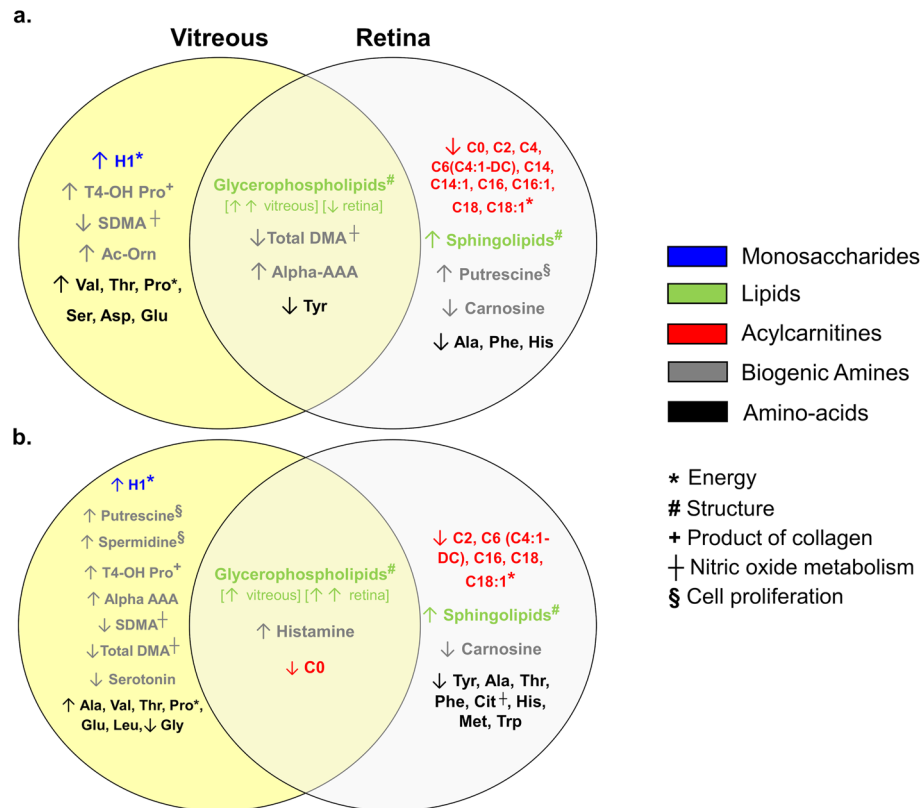 a.
Vitreous
Retina
↑ H1*
↑ T4-OH Pro+
↓ SDMA┼
↑ Ac-Orn
↑ Val, Thr, Pro*,
Ser, Asp, Glu
Glycerophospholipids#
[↑ ↑ vitreous] [↓ retina]
↓Total DMA┼
↑ Alpha-AAA
↓ Tyr
↓ C0, C2, C4,
C6(C4:1-DC), C14,
C14:1, C16, C16:1,
C18, C18:1*
↑ Sphingolipids#
↑ Putrescine§
↓ Carnosine
↓ Ala, Phe, His
Monosaccharides
Lipids
Acylcarnitines
Biogenic Amines
Amino-acids
* Energy
# Structure
+ Product of collagen
┼ Nitric oxide metabolism
§ Cell proliferation
b.
↑ H1*
↑ Putrescine§
↑ Spermidine§
↑ T4-OH Pro+
↑ Alpha AAA
↓ SDMA┼
↓Total DMA┼
↓ Serotonin
↑ Ala, Val, Thr, Pro*,
Glu, Leu,↓ Gly
Glycerophospholipids#
[↑ vitreous] [↑ ↑ retina]
↑ Histamine
↓ C0
↓ C2, C6 (C4:1-
DC), C16, C18,
C18:1*
↑ Sphingolipids#
↓ Carnosine
↓ Tyr, Ala, Thr,
Phe, Cit┼, His,
Met, Trp